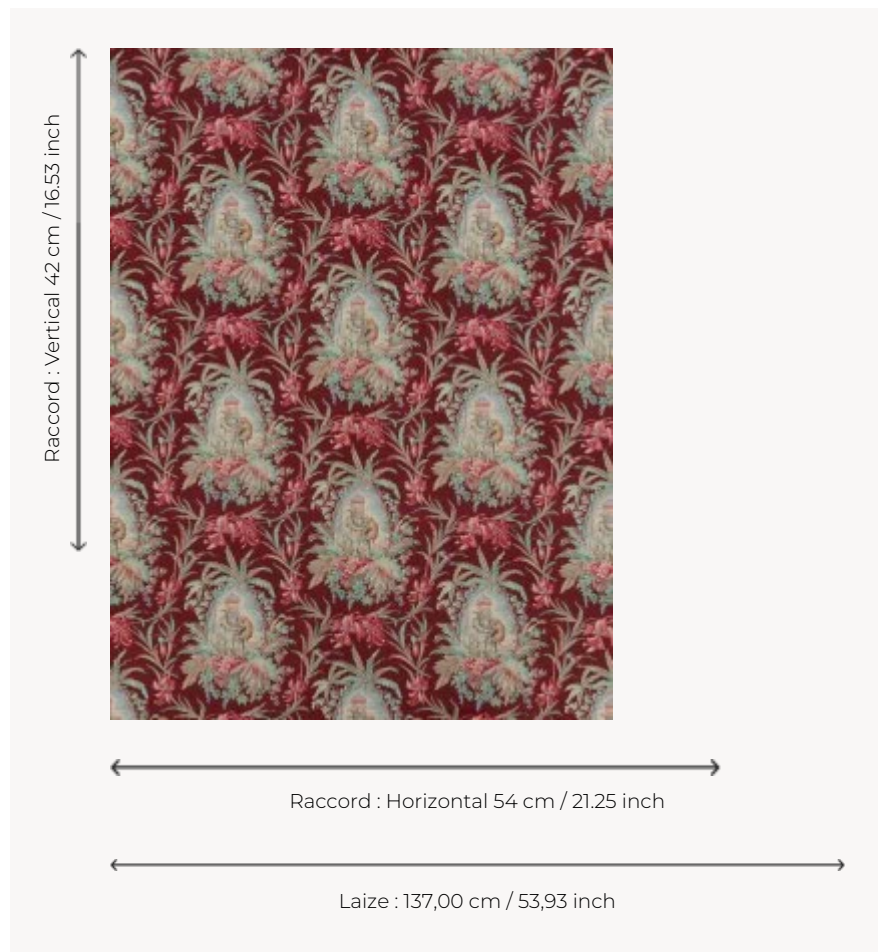 Raccord : Vertical 42 cm / 16.53 inch
Raccord : Horizontal 54 cm / 21.25 inch
Laize : 137,00 cm / 53,93 inch